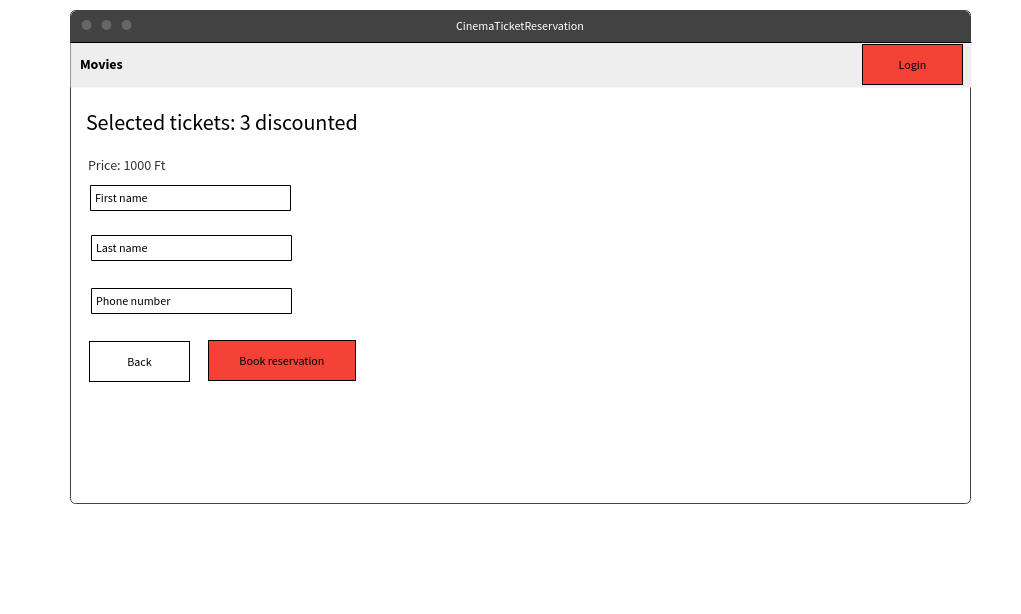 CinemaTicketReservation
Movies
Login
Selected tickets: 3 discounted
Price: 1000 Ft
First name
Last name
Phone number
Back
Book reservation